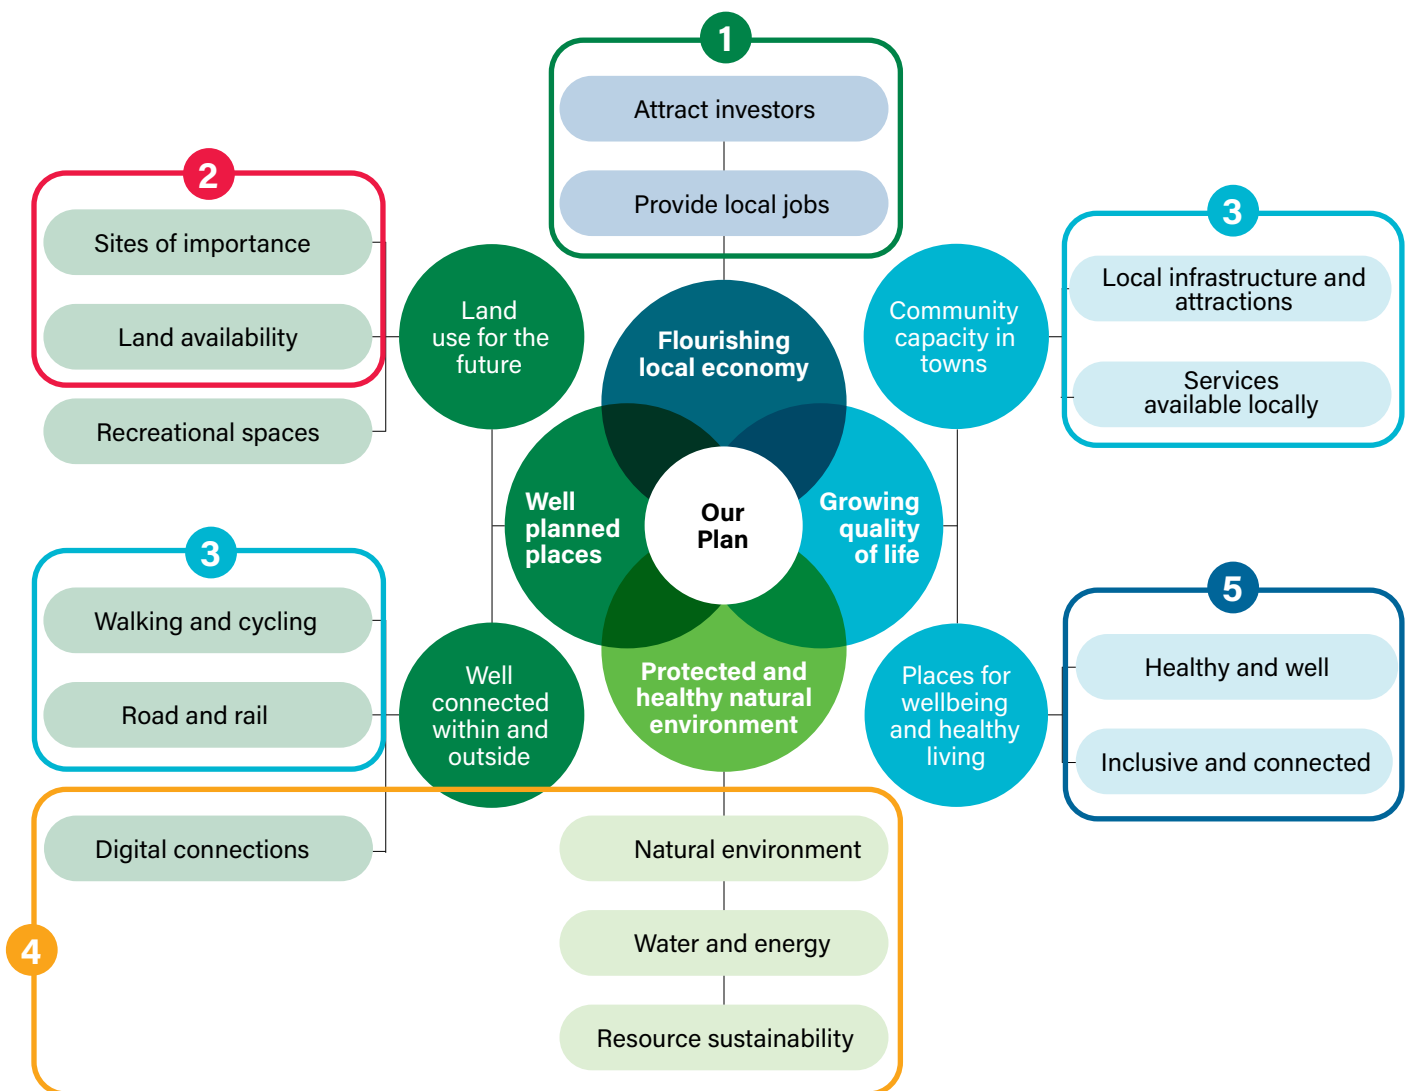 1
Attract investors
Provide local jobs
2
Sites of importance
Land availability
Recreational spaces
Land
use for the
future
Flourishing
local economy
Community
capacity in
towns
3
Local infrastructure and
attractions
Services
available locally
Well
planned
places
Our
Plan
Growing
quality
of life
3
Walking and cycling
Road and rail
Well
connected
within and
outside
Protected and
healthy natural
environment
Places for
wellbeing
and healthy
living
5
Healthy and well
Inclusive and connected
4
Digital connections
Natural environment
Water and energy
Resource sustainability